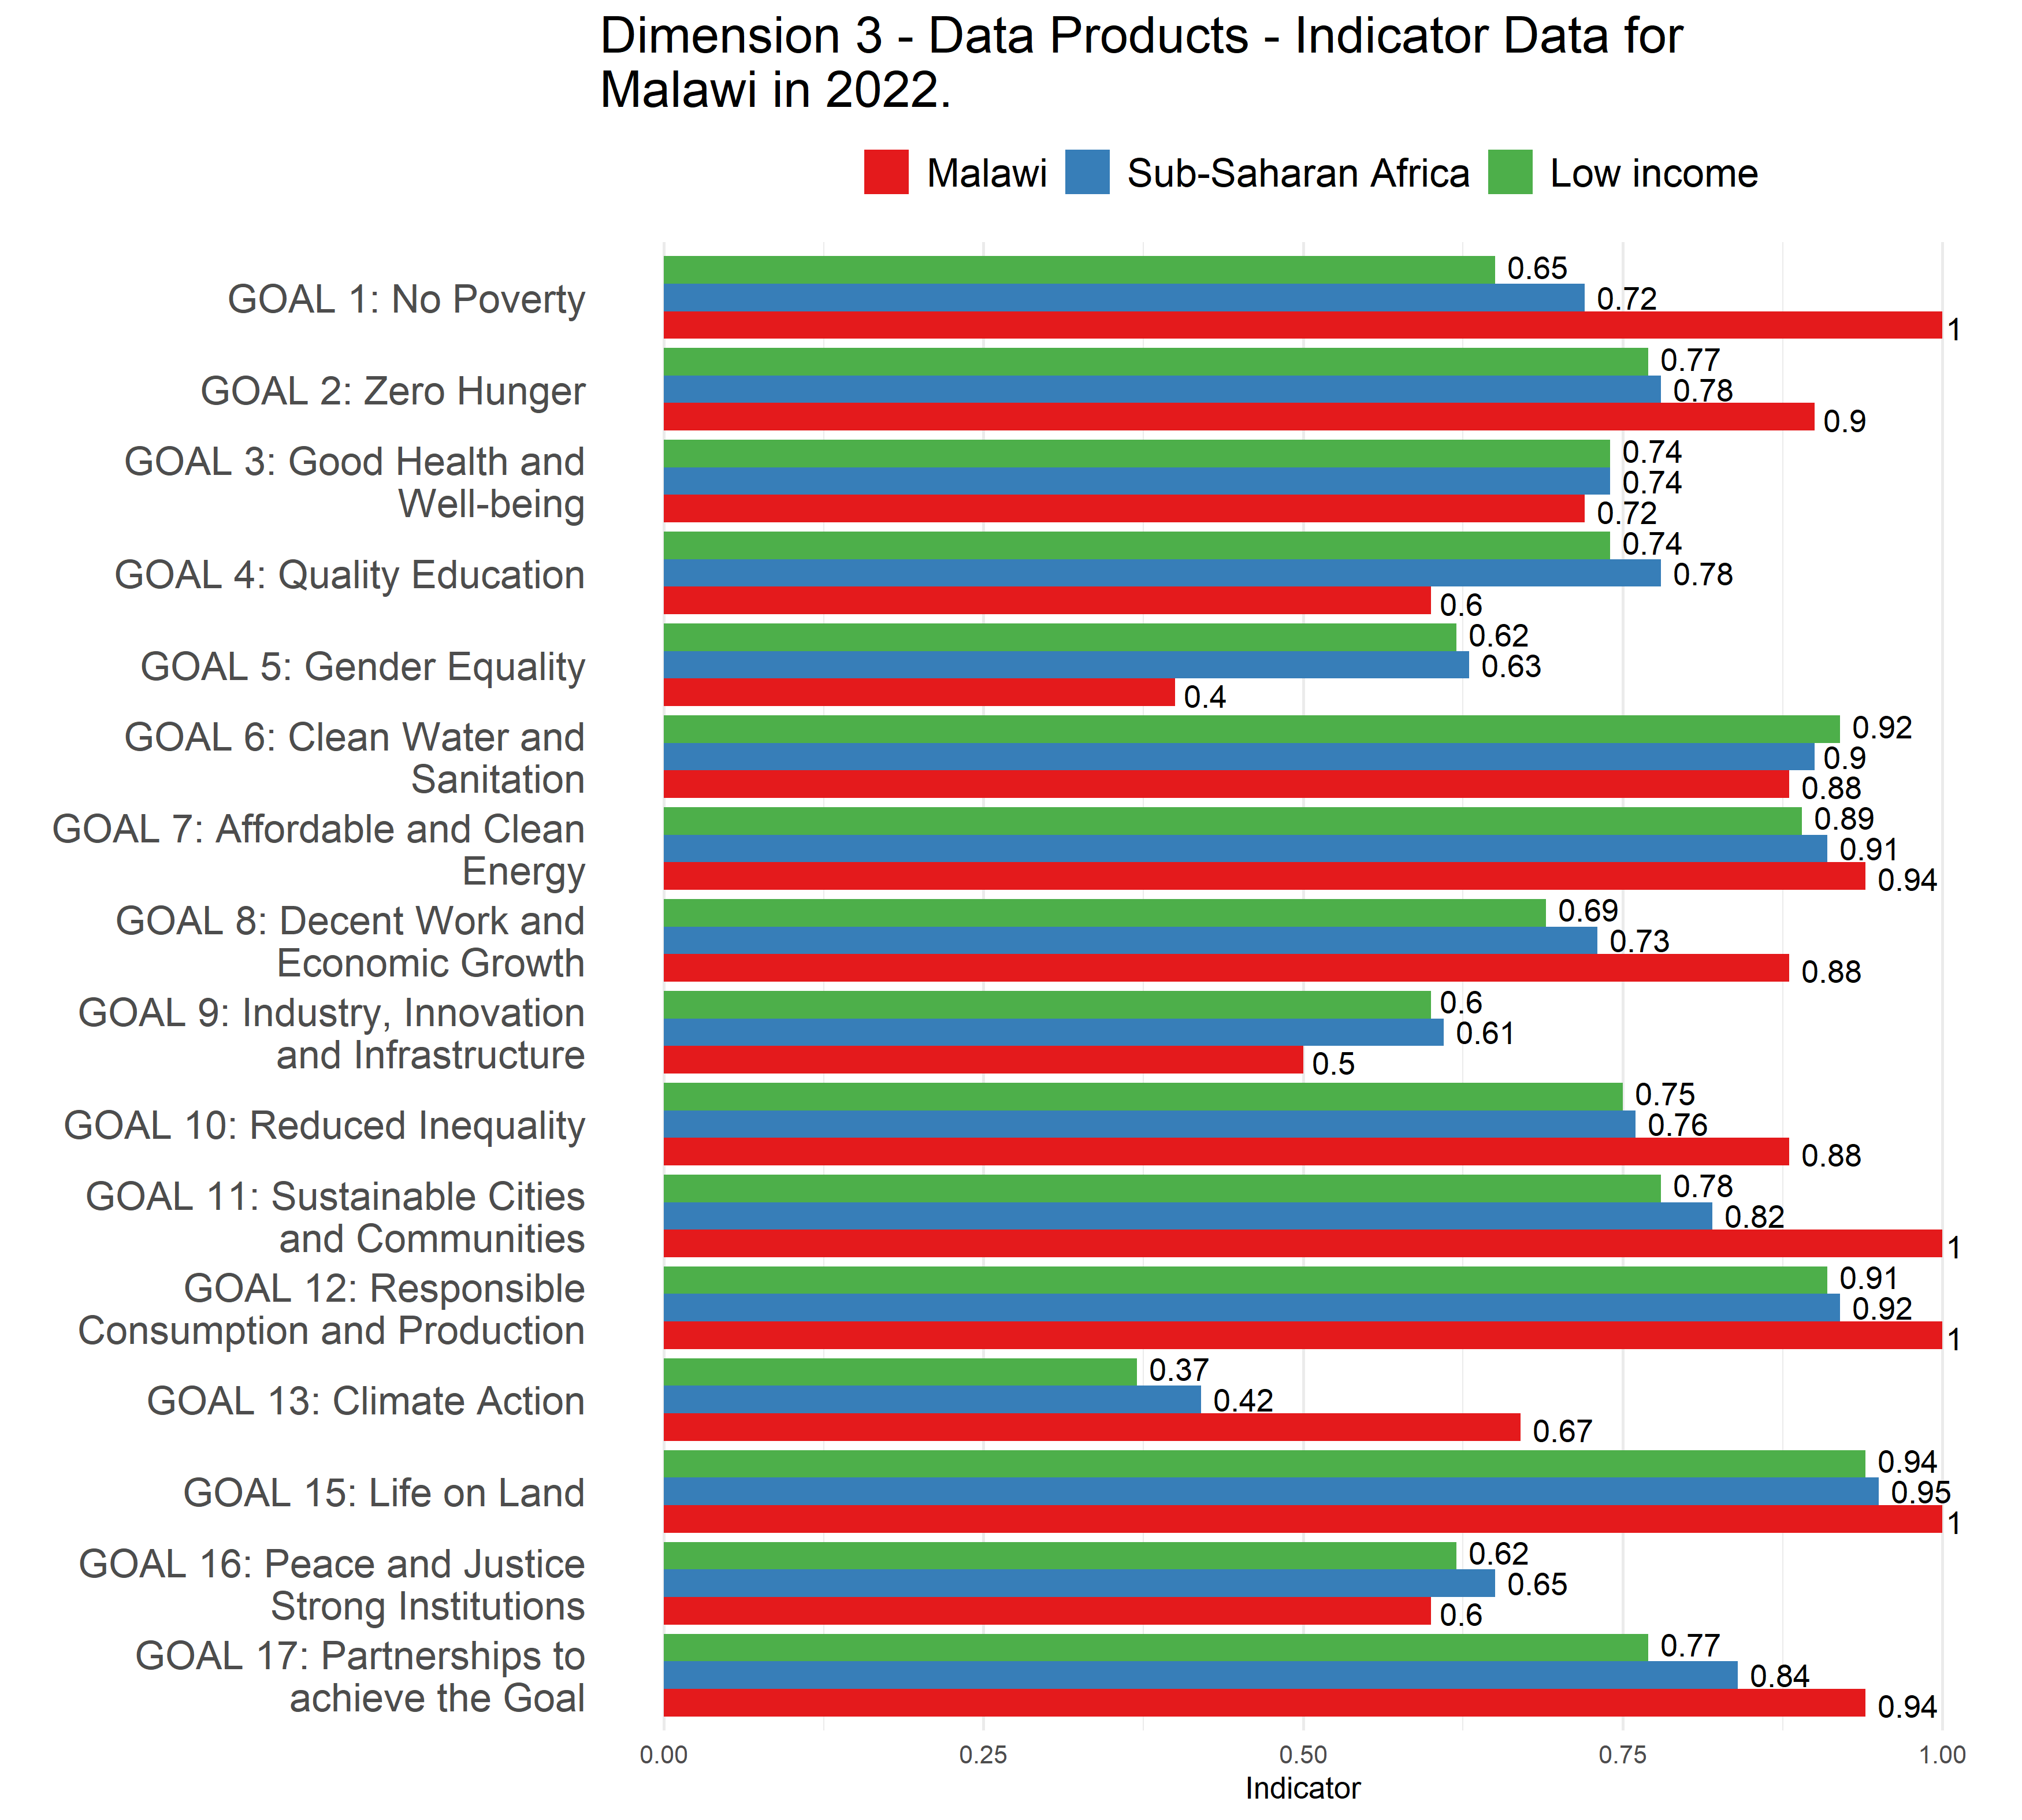 Dimension 3 - Data Products - Indicator Data for
Malawi in 2022.
Malawi
Sub-Saharan Africa
Low income
GOAL 1: No Poverty
0.65
0.72
1
GOAL 2: Zero Hunger
0.77
0.78
0.9
GOAL 3: Good Health and
Well-being
0.74
0.74
0.72
GOAL 4: Quality Education
0.74
0.78
0.6
GOAL 5: Gender Equality
0.62
0.63
0.4
GOAL 6: Clean Water and
Sanitation
0.92
0.9
0.88
GOAL 7: Affordable and Clean
Energy
0.89
0.91
0.94
GOAL 8: Decent Work and
Economic Growth
0.69
0.73
0.88
GOAL 9: Industry, Innovation
and Infrastructure
0.6
0.61
0.5
GOAL 10: Reduced Inequality
0.75
0.76
0.88
GOAL 11: Sustainable Cities
and Communities
0.78
0.82
1
GOAL 12: Responsible
Consumption and Production
0.91
0.92
1
GOAL 13: Climate Action
0.37
0.42
0.67
GOAL 15: Life on Land
0.94
0.95
1
GOAL 16: Peace and Justice
Strong Institutions
0.62
0.65
0.6
GOAL 17: Partnerships to
achieve the Goal
0.77
0.84
0.94
0.00 0.25 0.50 0.75 1.00
Indicator